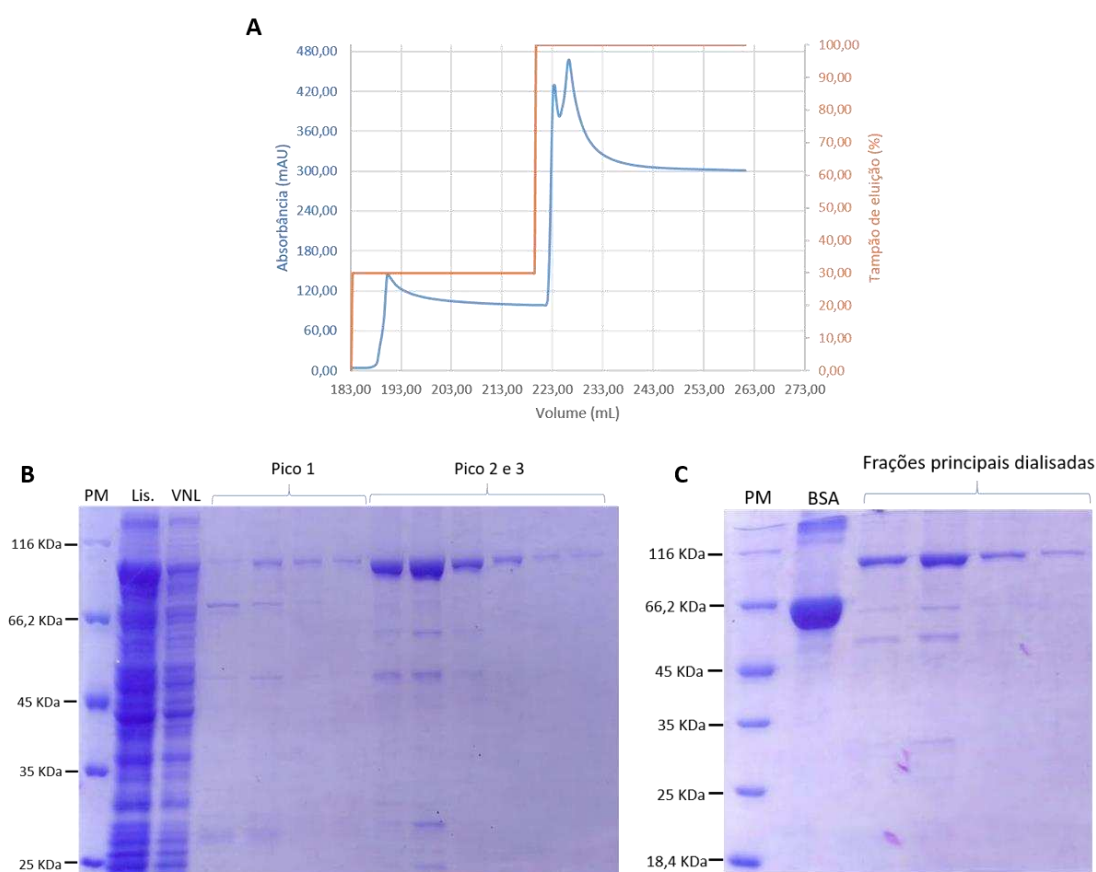 A
480,00
420,00
360,00
300,00
240,00
180,00
120,00
60,00
0,00
Absorbância (mAU)
100,00
90,00
80,00
70,00
60,00
50,00
40,00
30,00
20,00
10,00
0,00
Tampão de eluição (%)
183,00 193,00 203,00 213,00 223,00 233,00 243,00 253,00 263,00 273,00
Volume (mL)
B
Pico 1
Pico 2 e 3
PM Lis. VNL
116 KDa
66,2 KDa
45 KDa
35 KDa
25 KDa
C
Frações principais dialisadas
PM BSA
116 KDa
66,2 KDa
45 KDa
35 KDa
25 KDa
18,4 KDa